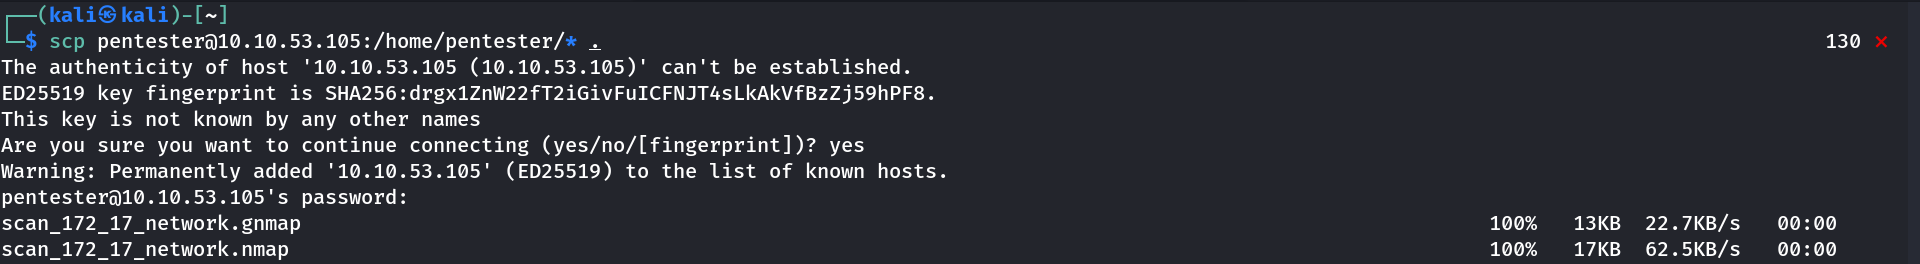 ┌──(kali㉿kali)-[~]
└─$ scp pentester@10.10.53.105:/home/pentester/* . 130 ⨯
The authenticity of host '10.10.53.105 (10.10.53.105)' can't be established.
ED25519 key fingerprint is SHA256:drgx1ZnW22fT2iGivFuICFNJT4sLkAkVfBzZj59hPF8.
This key is not known by any other names
Are you sure you want to continue connecting (yes/no/[fingerprint])? yes
Warning: Permanently added '10.10.53.105' (ED25519) to the list of known hosts.
pentester@10.10.53.105's password:
scan_172_17_network.gnmap 100% 13KB 22.7KB/s 00:00
scan_172_17_network.nmap 100% 17KB 62.5KB/s 00:00